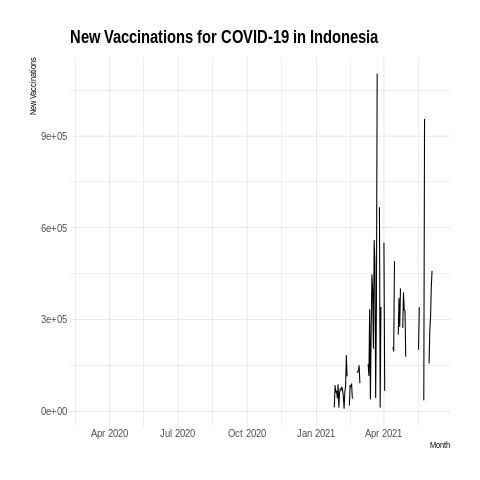 New Vaccinations for COVID-19 in Indonesia
New Vaccinations
9e+05
6e+05
3e+05
0e+00
Apr 2020 Jul 2020 Oct 2020 Jan 2021 Apr 2021
Month